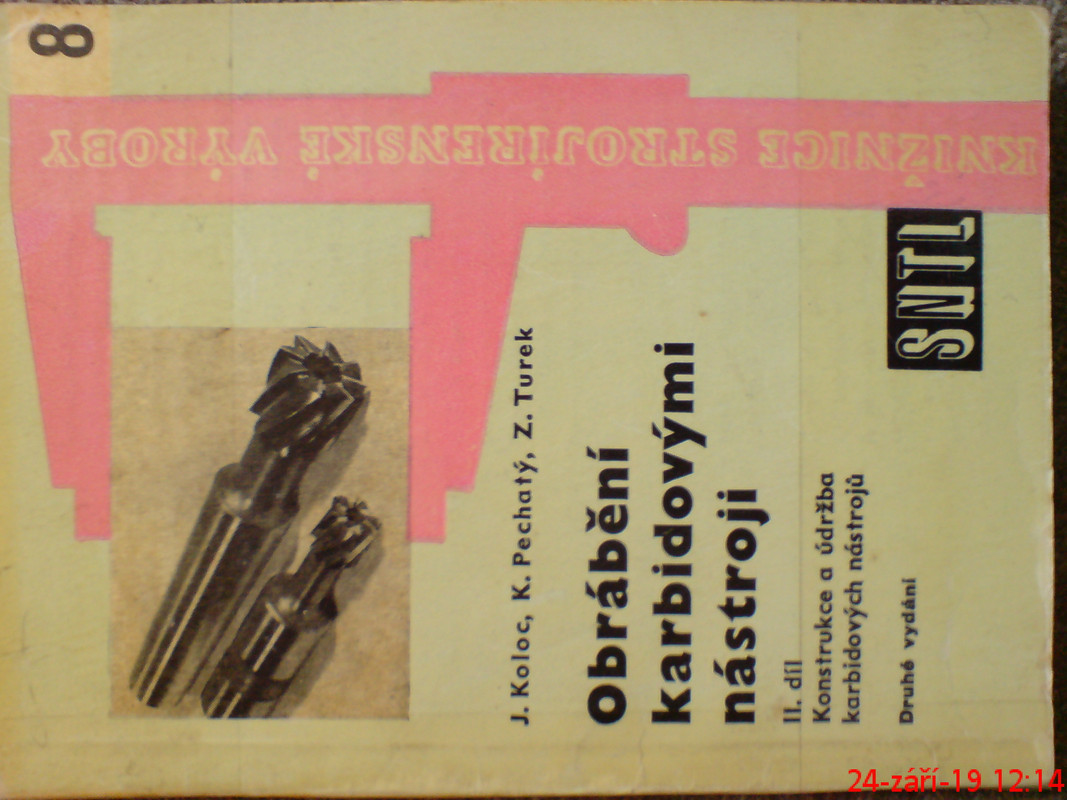 8
KNIŽNICE STROJÍRENSKÉ VÝROBY
J. Koloc, K. Pechatý, Z. Turek
Obrábění
karbidovými
nástroji
II. díl
Konstrukce a údržba
karbidových nástrojů
Druhé vydání
SNTL
24-září-19 12:14